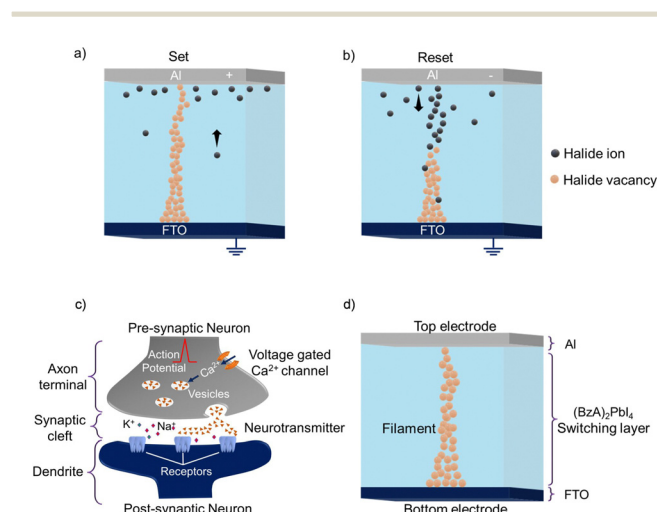 a)
Set
Al +
FTO
b)
Reset
Al -
FTO
Halide ion
Halide vacancy
c)
Pre-synaptic Neuron
Axon
terminal
Action
Potential
Ca²⁺
Voltage gated
Ca²⁺ channel
Vesicles
Synaptic
cleft
K⁺
Na⁺
Neurotransmitter
Dendrite
Receptors
Post-synaptic Neuron
d)
Top electrode
Al
Filament
(BzA)₂PbI₄
Switching layer
FTO
Bottom electrode